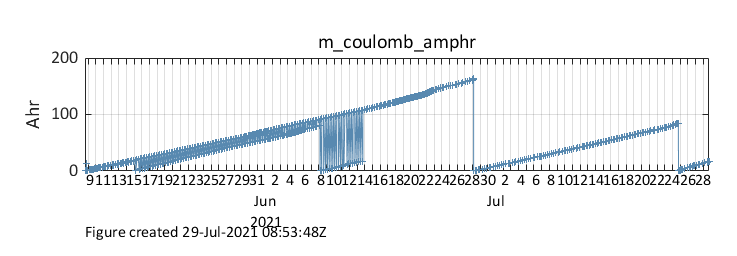 m_coulomb_amphr
Ahr
200
100
0
9 11 13 15 17 19 21 23 25 27 29 31 2 4 6 8 10 12 14 16 18 20 22 24 26 28 30 2 4 6 8 10 12 14 16 18 20 22 24 26 28
Jun Jul
2021
Figure created 29-Jul-2021 08:53:48Z